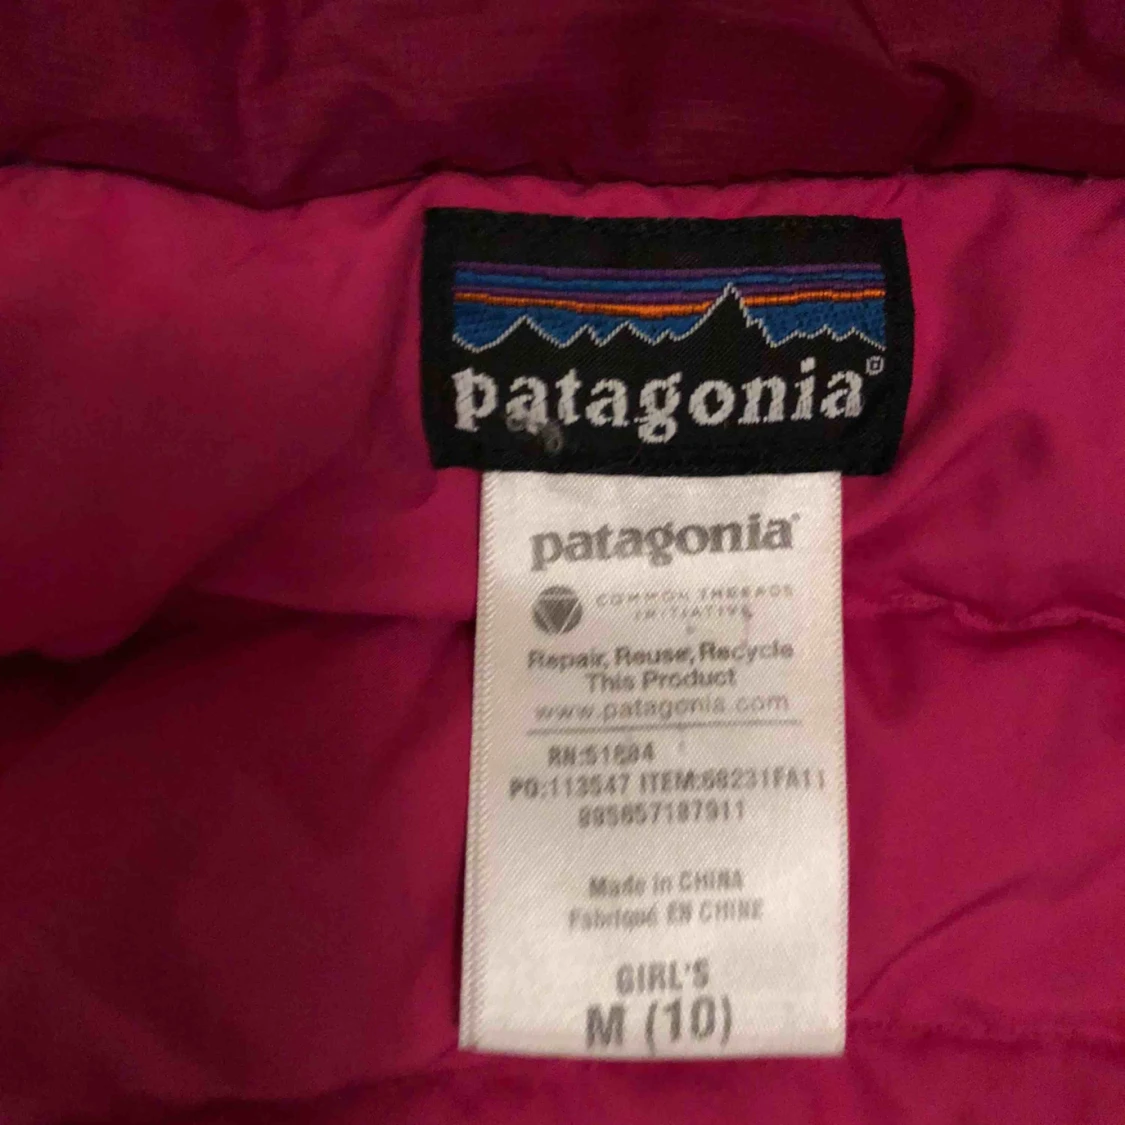 patagonia®
patagonia®
COMMON THREADS
INITIATIVE
Repair, Reuse, Recycle
This Product
www.patagonia.com
RN:51884
PO:113547 ITEM:68231FA11
Made in CHINA
Fabriqué EN CHINE
GIRL'S
M (10)